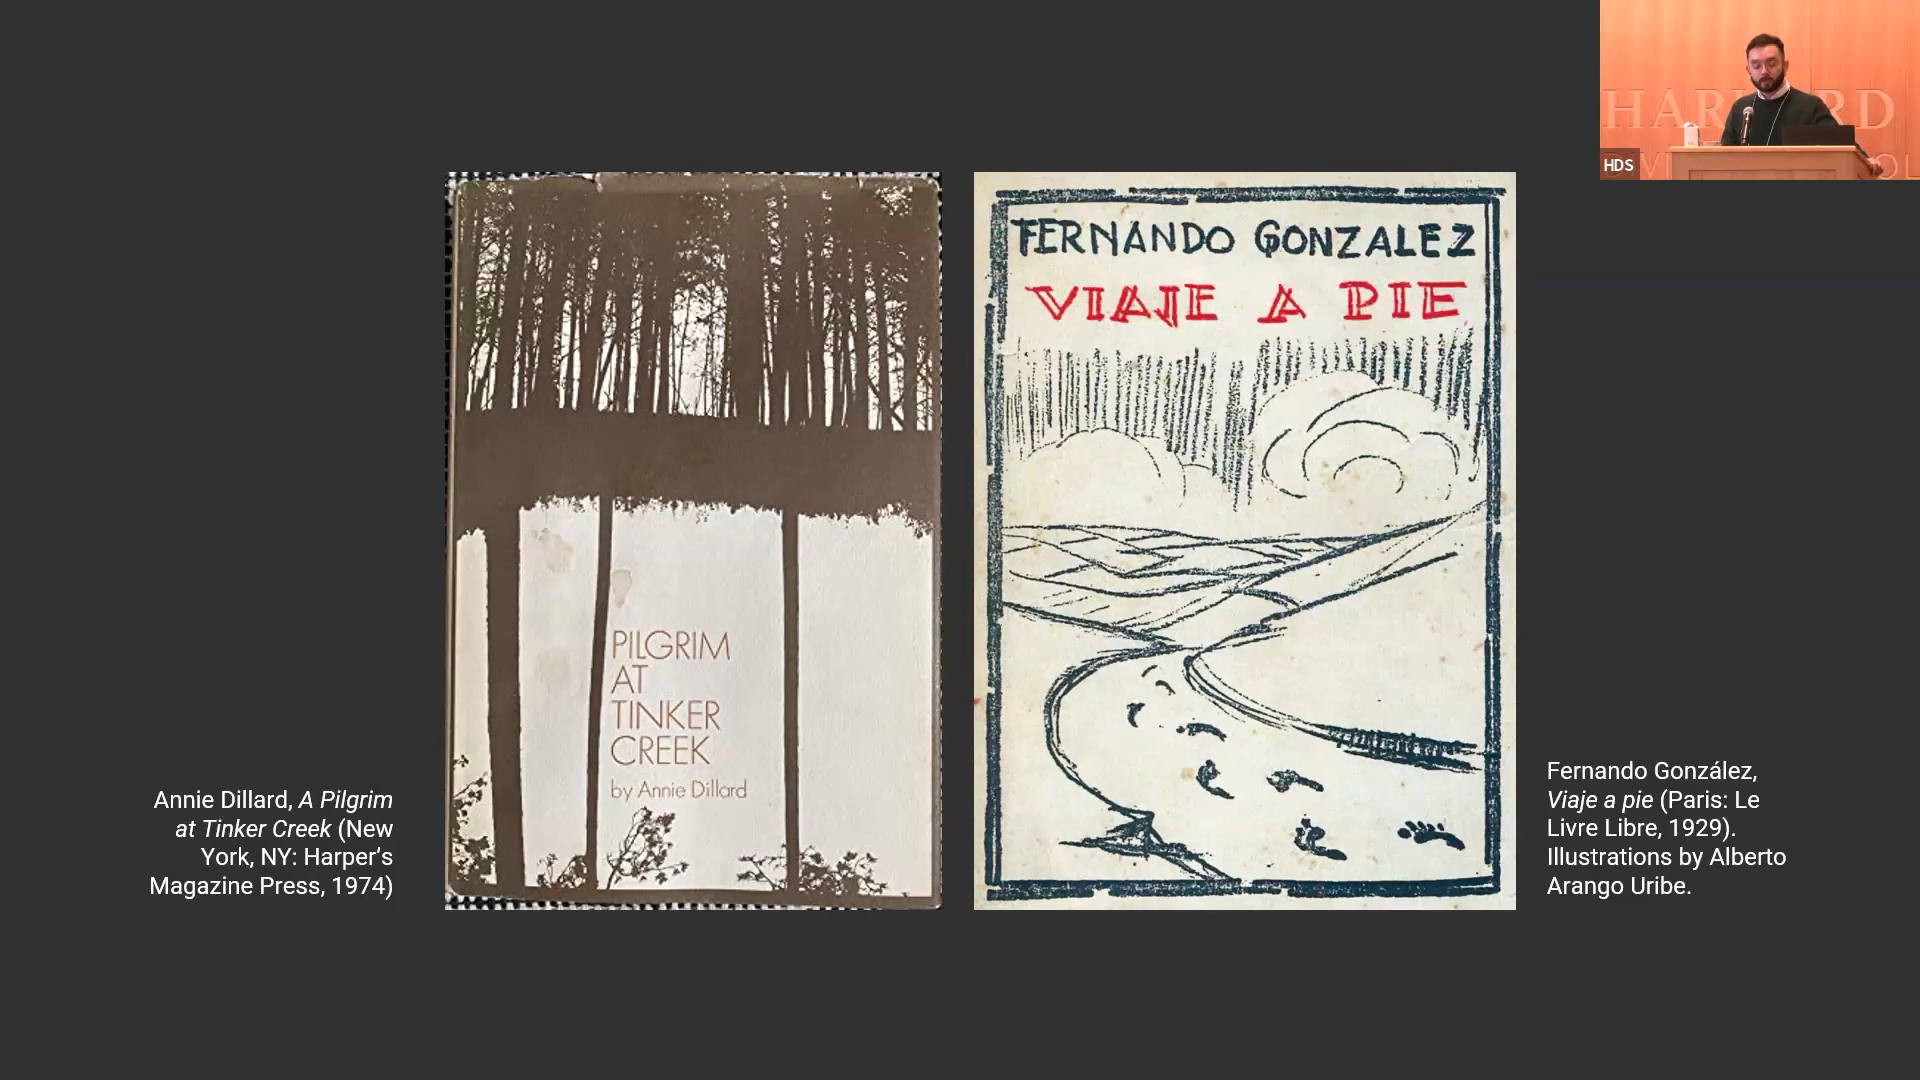 HARVARD
HDS
PILGRIM
AT
TINKER
CREEK
by Annie Dillard
FERNANDO GONZALEZ
VIAJE A PIE
Annie Dillard, A Pilgrim
at Tinker Creek (New
York, NY: Harper’s
Magazine Press, 1974)
Fernando González,
Viaje a pie (Paris: Le
Livre Libre, 1929).
Illustrations by Alberto
Arango Uribe.